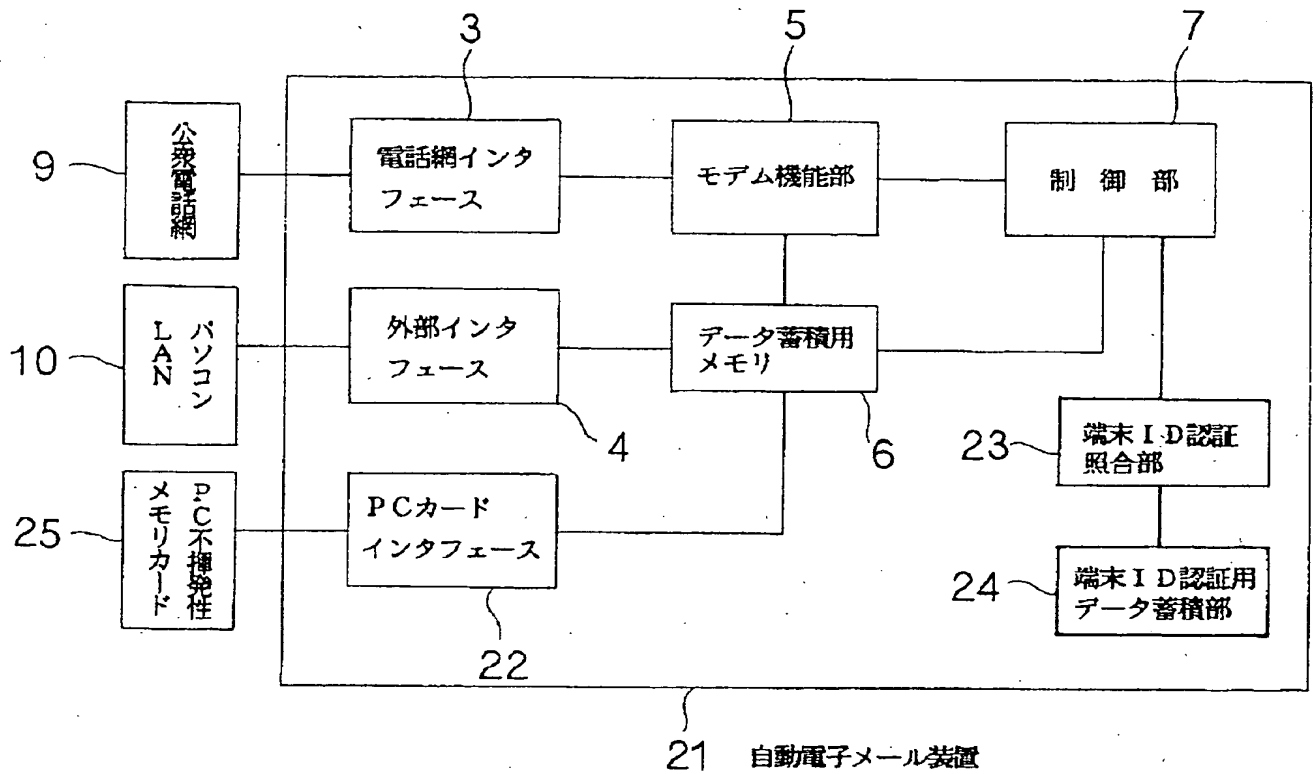 3
5
7
9
公衆電話網
電話網インタ
フェース
モデム機能部
制 御 部
10
パソコン
LAN
外部インタ
フェース
4
データ蓄積用
メモリ
6
23
端末ID認証
照合部
25
PC不揮発性
メモリカード
PCカード
インタフェース
22
24
端末ID認証用
データ蓄積部
21 自動電子メール装置